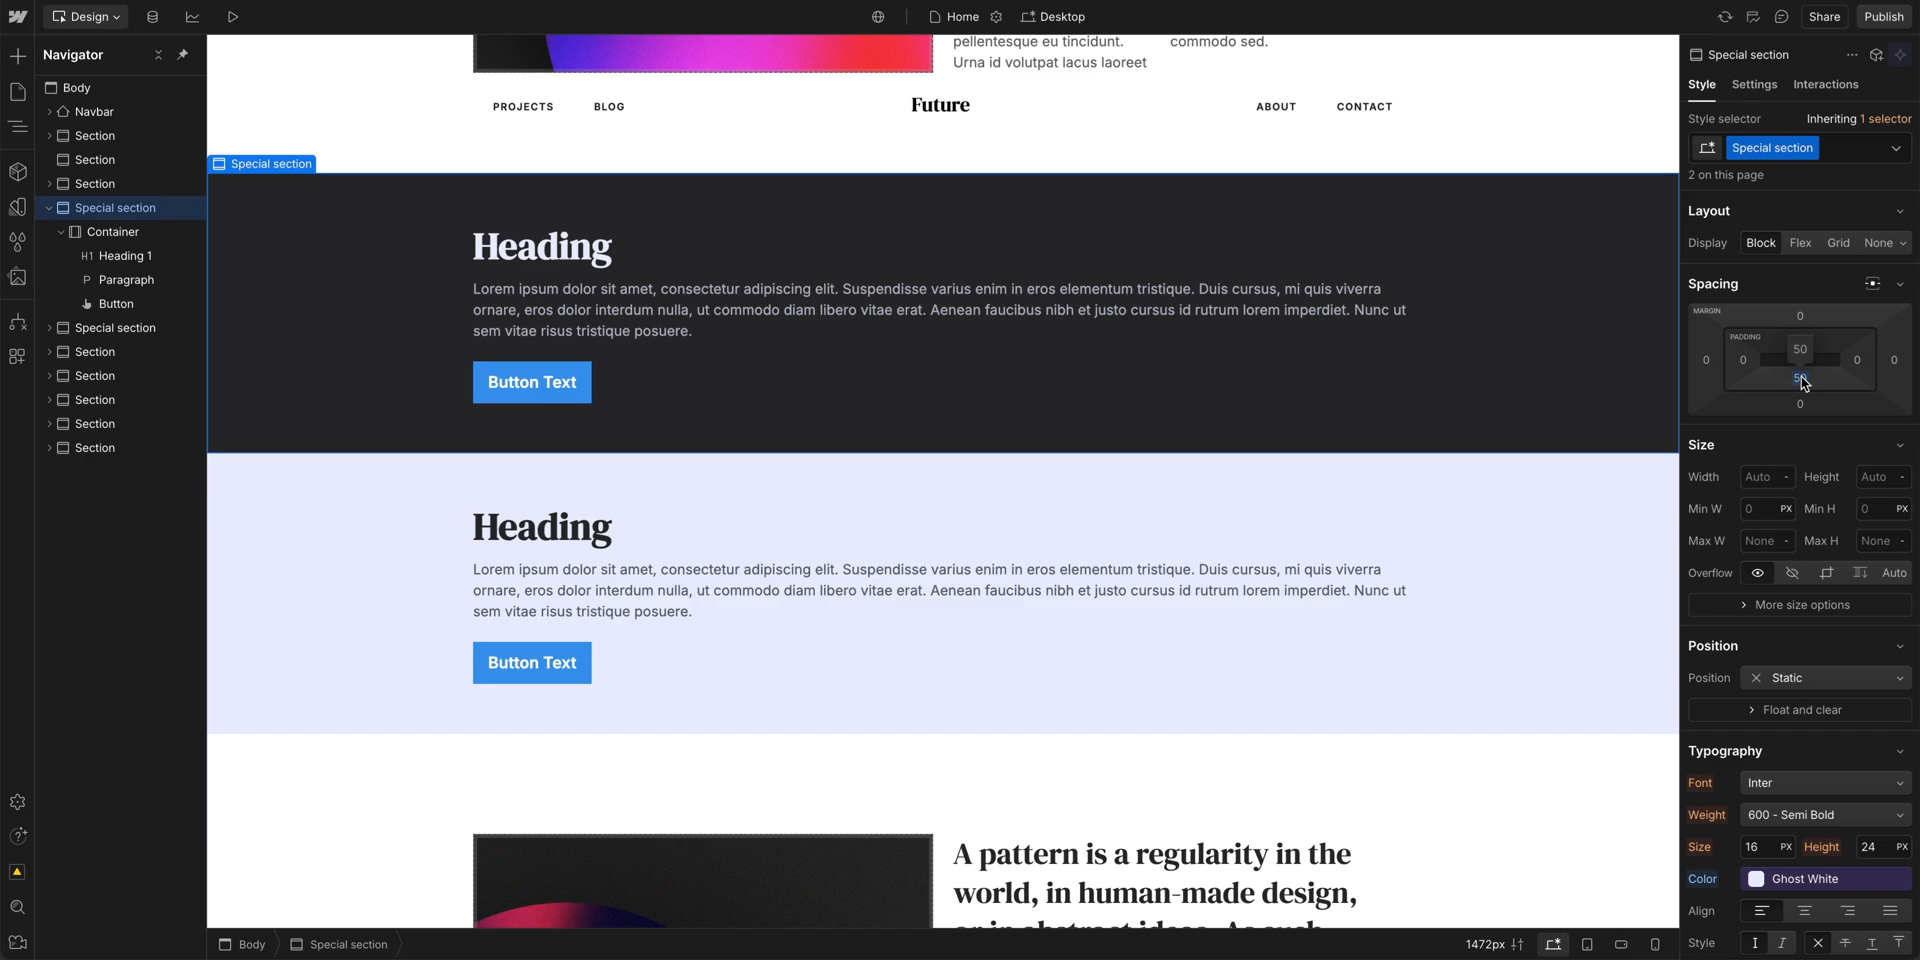 Design
Home
Desktop
Share
Publish
Navigator
Body
Navbar
Section
Section
Section
Special section
Container
H1 Heading 1
P Paragraph
Button
Special section
Section
Section
Section
Section
Section
pellentesque eu tincidunt.
Urna id volutpat lacus laoreet
commodo sed.
PROJECTS
BLOG
Future
ABOUT
CONTACT
Special section
Heading
Lorem ipsum dolor sit amet, consectetur adipiscing elit. Suspendisse varius enim in eros elementum tristique. Duis cursus, mi quis viverra
ornare, eros dolor interdum nulla, ut commodo diam libero vitae erat. Aenean faucibus nibh et justo cursus id rutrum lorem imperdiet. Nunc ut
sem vitae risus tristique posuere.
Button Text
Heading
Lorem ipsum dolor sit amet, consectetur adipiscing elit. Suspendisse varius enim in eros elementum tristique. Duis cursus, mi quis viverra
ornare, eros dolor interdum nulla, ut commodo diam libero vitae erat. Aenean faucibus nibh et justo cursus id rutrum lorem imperdiet. Nunc ut
sem vitae risus tristique posuere.
Button Text
A pattern is a regularity in the
world, in human-made design,
or in abstract ideas. As such
Body
Special section
1472px
Special section
Style Settings Interactions
Style selector Inheriting 1 selector
Special section
2 on this page
Layout
Display Block Flex Grid None
Spacing
MARGIN
0
PADDING
50
0 0 0 0
0
Size
Width Auto - Height Auto -
Min W 0 PX Min H 0 PX
Max W None - Max H None -
Overflow Auto
More size options
Position
Position Static
Float and clear
Typography
Font Inter
Weight 600 - Semi Bold
Size 16 PX Height 24 PX
Color Ghost White
Align
Style